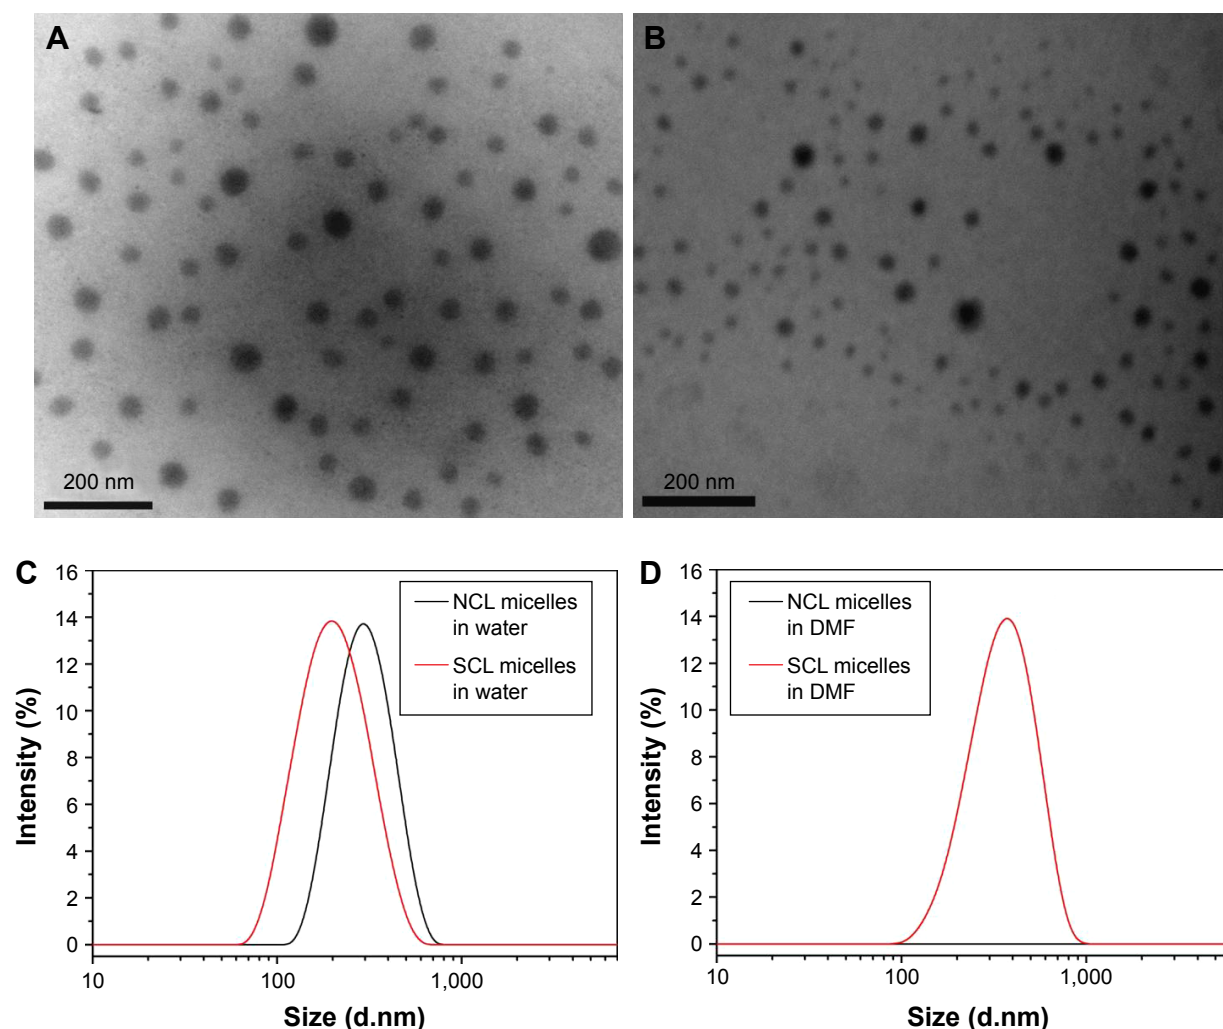 A
200 nm
B
200 nm
C
16
14
12
10
8
6
4
2
0
Intensity (%)
NCL micelles
in water
SCL micelles
in water
10
100
1,000
Size (d.nm)
D
16
14
12
10
8
6
4
2
0
Intensity (%)
NCL micelles
in DMF
SCL micelles
in DMF
10
100
1,000
Size (d.nm)